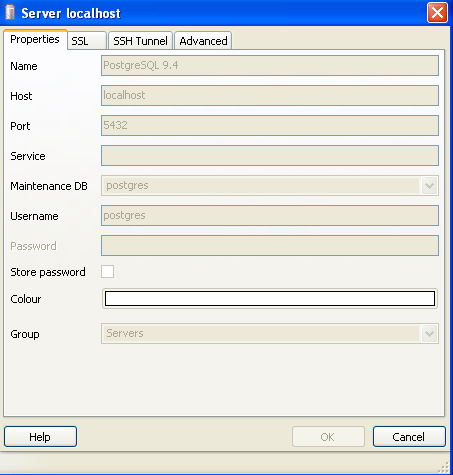 Server localhost
Properties SSL SSH Tunnel Advanced
Name PostgreSQL 9.4
Host localhost
Port 5432
Service
Maintenance DB postgres
Username postgres
Password
Store password
Colour
Group Servers
Help OK Cancel